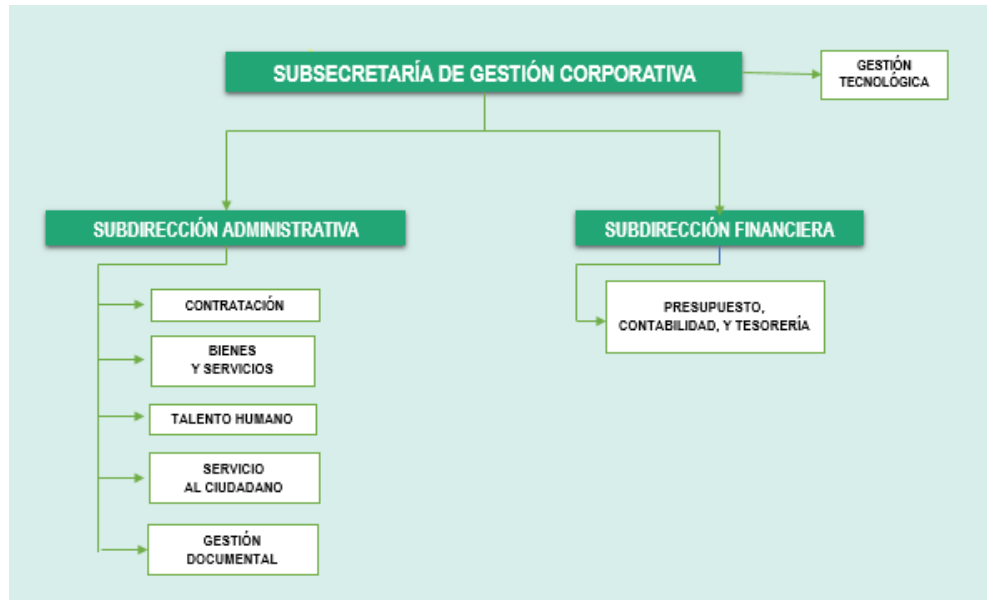 SUBSECRETARÍA DE GESTIÓN CORPORATIVA
GESTIÓN
TECNOLÓGICA
SUBDIRECCIÓN ADMINISTRATIVA
SUBDIRECCIÓN FINANCIERA
CONTRATACIÓN
BIENES
Y SERVICIOS
TALENTO HUMANO
SERVICIO
AL CIUDADANO
GESTIÓN
DOCUMENTAL
PRESUPUESTO,
CONTABILIDAD, Y TESORERÍA